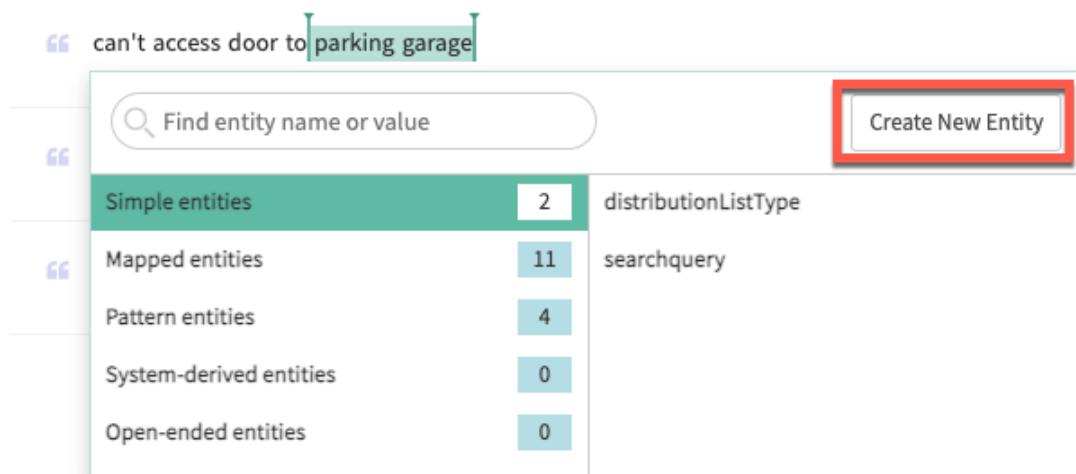 can't access door to parking garage
Find entity name or value
Create New Entity
Simple entities 2 distributionListType
Mapped entities 11 searchquery
Pattern entities 4
System-derived entities 0
Open-ended entities 0